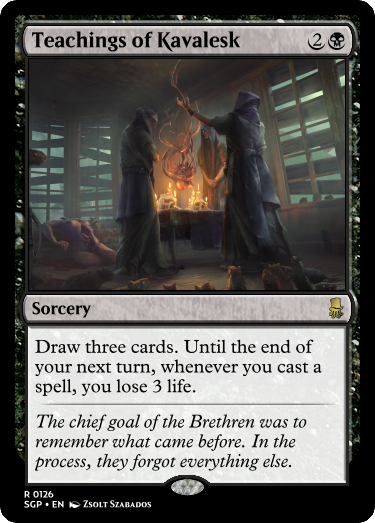 Teachings of Kavalesk 2
Sorcery
Draw three cards. Until the end of
your next turn, whenever you cast a
spell, you lose 3 life.
The chief goal of the Brethren was to
remember what came before. In the
process, they forgot everything else.
R 0126
SGP • EN Zsolt Szabados